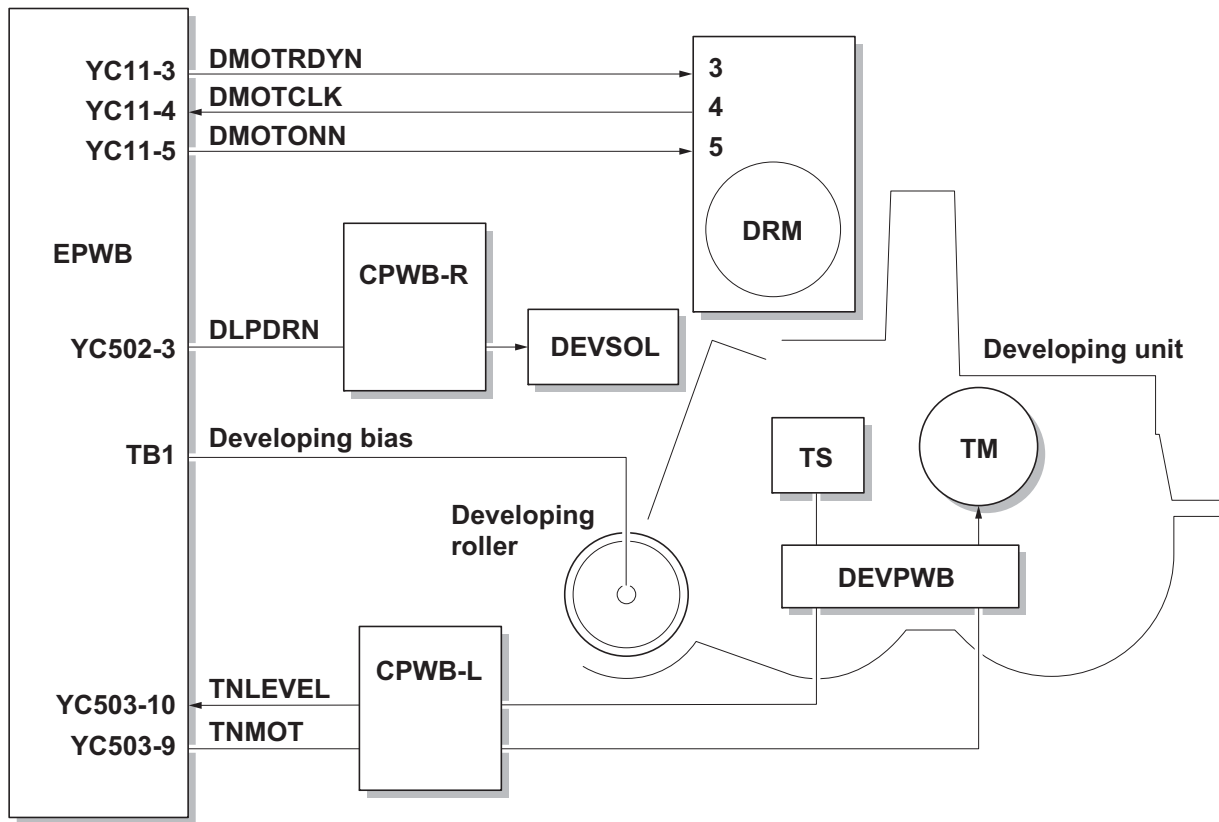 YC11-3 DMOTRDYN 3
YC11-4 DMOTCLK 4
YC11-5 DMOTONN 5
DRM
EPWB
CPWB-R
YC502-3 DLPDRN
DEVSOL
Developing unit
TB1 Developing bias
TS
TM
Developing
roller
DEVPWB
CPWB-L
YC503-10 TNLEVEL
YC503-9 TNMOT